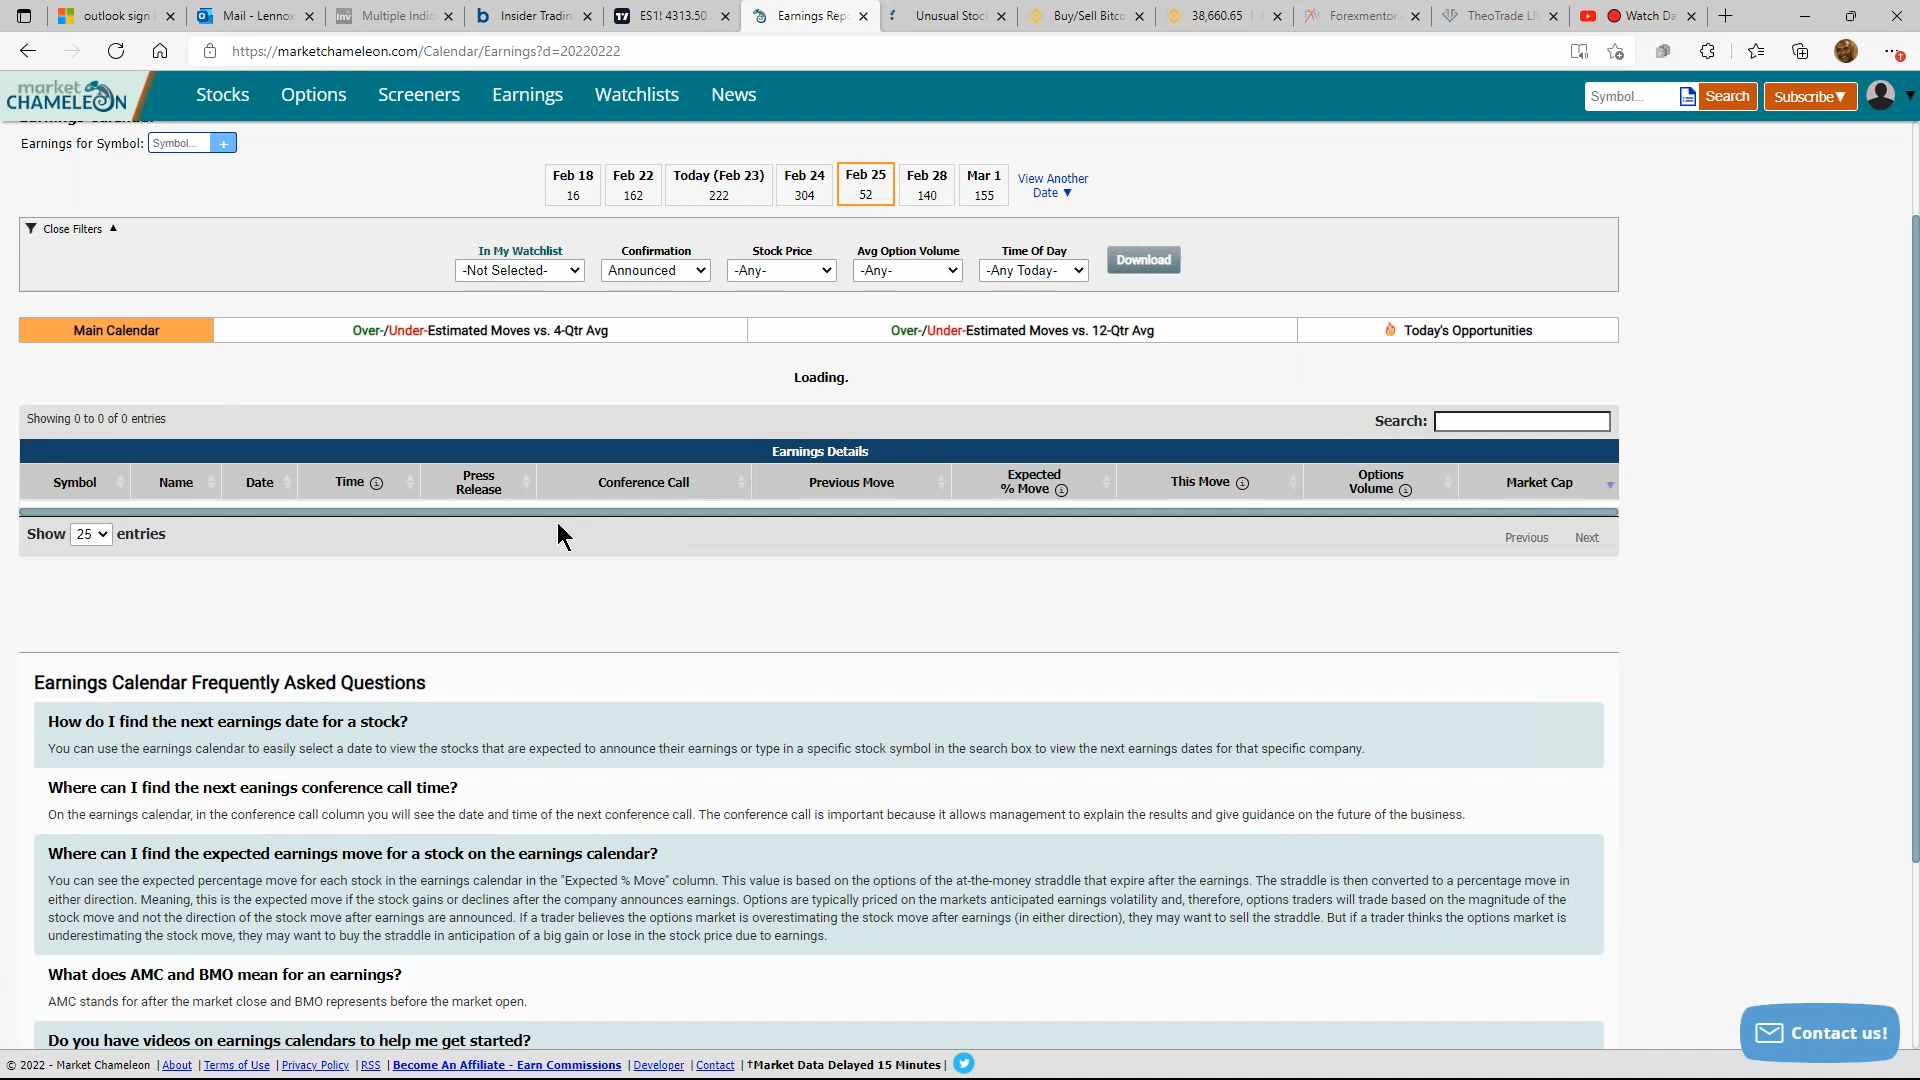 outlook sign i
Mail - Lennox
Multiple Indic
Insider Tradin
ES1! 4313.50
Earnings Repo
Unusual Stoc
Buy/Sell Bitco
38,660.65
Forexmentor
TheoTrade LI
Watch Da
https://marketchameleon.com/Calendar/Earnings?d=20220222
market CHAMELEON
Stocks Options Screeners Earnings Watchlists News
Symbol... Search Subscribe▼
Earnings Calendar
Earnings for Symbol: Symbol... +
Feb 18 Feb 22 Today (Feb 23) Feb 24 Feb 25 Feb 28 Mar 1 View Another
16 162 222 304 52 140 155 Date ▼
Close Filters ▲
In My Watchlist Confirmation Stock Price Avg Option Volume Time Of Day
-Not Selected- Announced -Any- -Any- -Any Today- Download
Main Calendar Over-/Under-Estimated Moves vs. 4-Qtr Avg Over-/Under-Estimated Moves vs. 12-Qtr Avg Today's Opportunities
Loading.
Showing 0 to 0 of 0 entries Search:
Earnings Details
Symbol Name Date Time Press Release Conference Call Previous Move Expected % Move This Move Options Volume Market Cap
Show 25 entries Previous Next
Earnings Calendar Frequently Asked Questions
How do I find the next earnings date for a stock?
You can use the earnings calendar to easily select a date to view the stocks that are expected to announce their earnings or type in a specific stock symbol in the search box to view the next earnings dates for that specific company.
Where can I find the next eanings conference call time?
On the earnings calendar, in the conference call column you will see the date and time of the next conference call. The conference call is important because it allows management to explain the results and give guidance on the future of the business.
Where can I find the expected earnings move for a stock on the earnings calendar?
You can see the expected percentage move for each stock in the earnings calendar in the "Expected % Move" column. This value is based on the options of the at-the-money straddle that expire after the earnings. The straddle is then converted to a percentage move in
either direction. Meaning, this is the expected move if the stock gains or declines after the company announces earnings. Options are typically priced on the markets anticipated earnings volatility and, therefore, options traders will trade based on the magnitude of the
stock move and not the direction of the stock move after earnings are announced. If a trader believes the options market is overestimating the stock move after earnings (in either direction), they may want to sell the straddle. But if a trader thinks the options market is
underestimating the stock move, they may want to buy the straddle in anticipation of a big gain or lose in the stock price due to earnings.
What does AMC and BMO mean for an earnings?
AMC stands for after the market close and BMO represents before the market open.
Do you have videos on earnings calendars to help me get started?
Contact us!
© 2022 - Market Chameleon | About | Terms of Use | Privacy Policy | RSS | Become An Affiliate - Earn Commissions | Developer | Contact | †Market Data Delayed 15 Minutes |